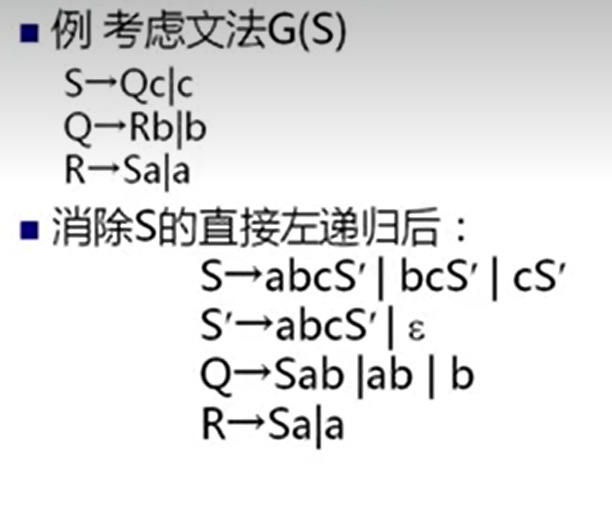 ■ 例 考虑文法G(S)
S→Qc|c
Q→Rb|b
R→Sa|a
■ 消除S的直接左递归后：
S→abcS′ | bcS′ | cS′
S′→abcS′ | ε
Q→Sab |ab | b
R→Sa|a